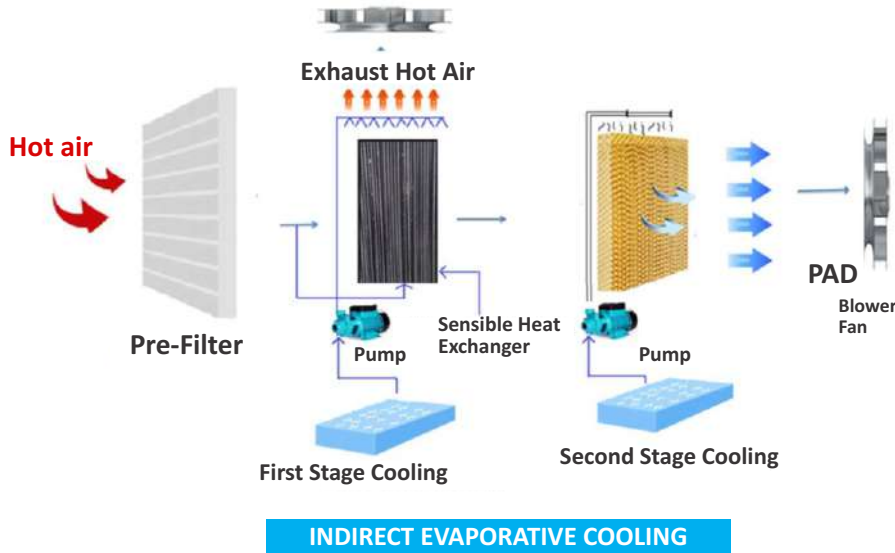 Exhaust Hot Air
Hot air
PAD
Blower
Fan
Pre-Filter
Pump
Sensible Heat
Exchanger
Pump
First Stage Cooling
Second Stage Cooling
INDIRECT EVAPORATIVE COOLING